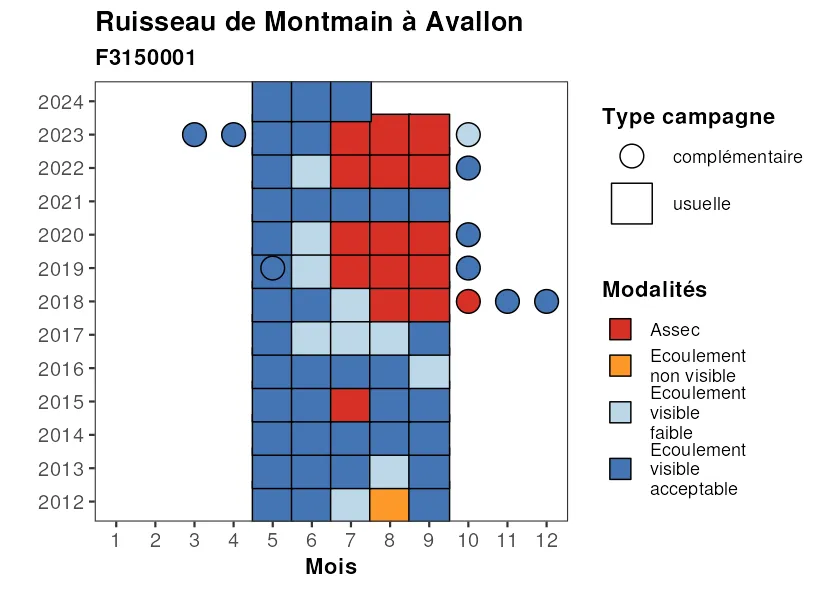 Ruisseau de Montmain à Avallon
F3150001
2024
2023
2022
2021
2020
2019
2018
2017
2016
2015
2014
2013
2012
1 2 3 4 5 6 7 8 9 10 11 12
Mois
Type campagne
complémentaire
usuelle
Modalités
Assec
Ecoulement
non visible
Ecoulement
visible
faible
Ecoulement
visible
acceptable